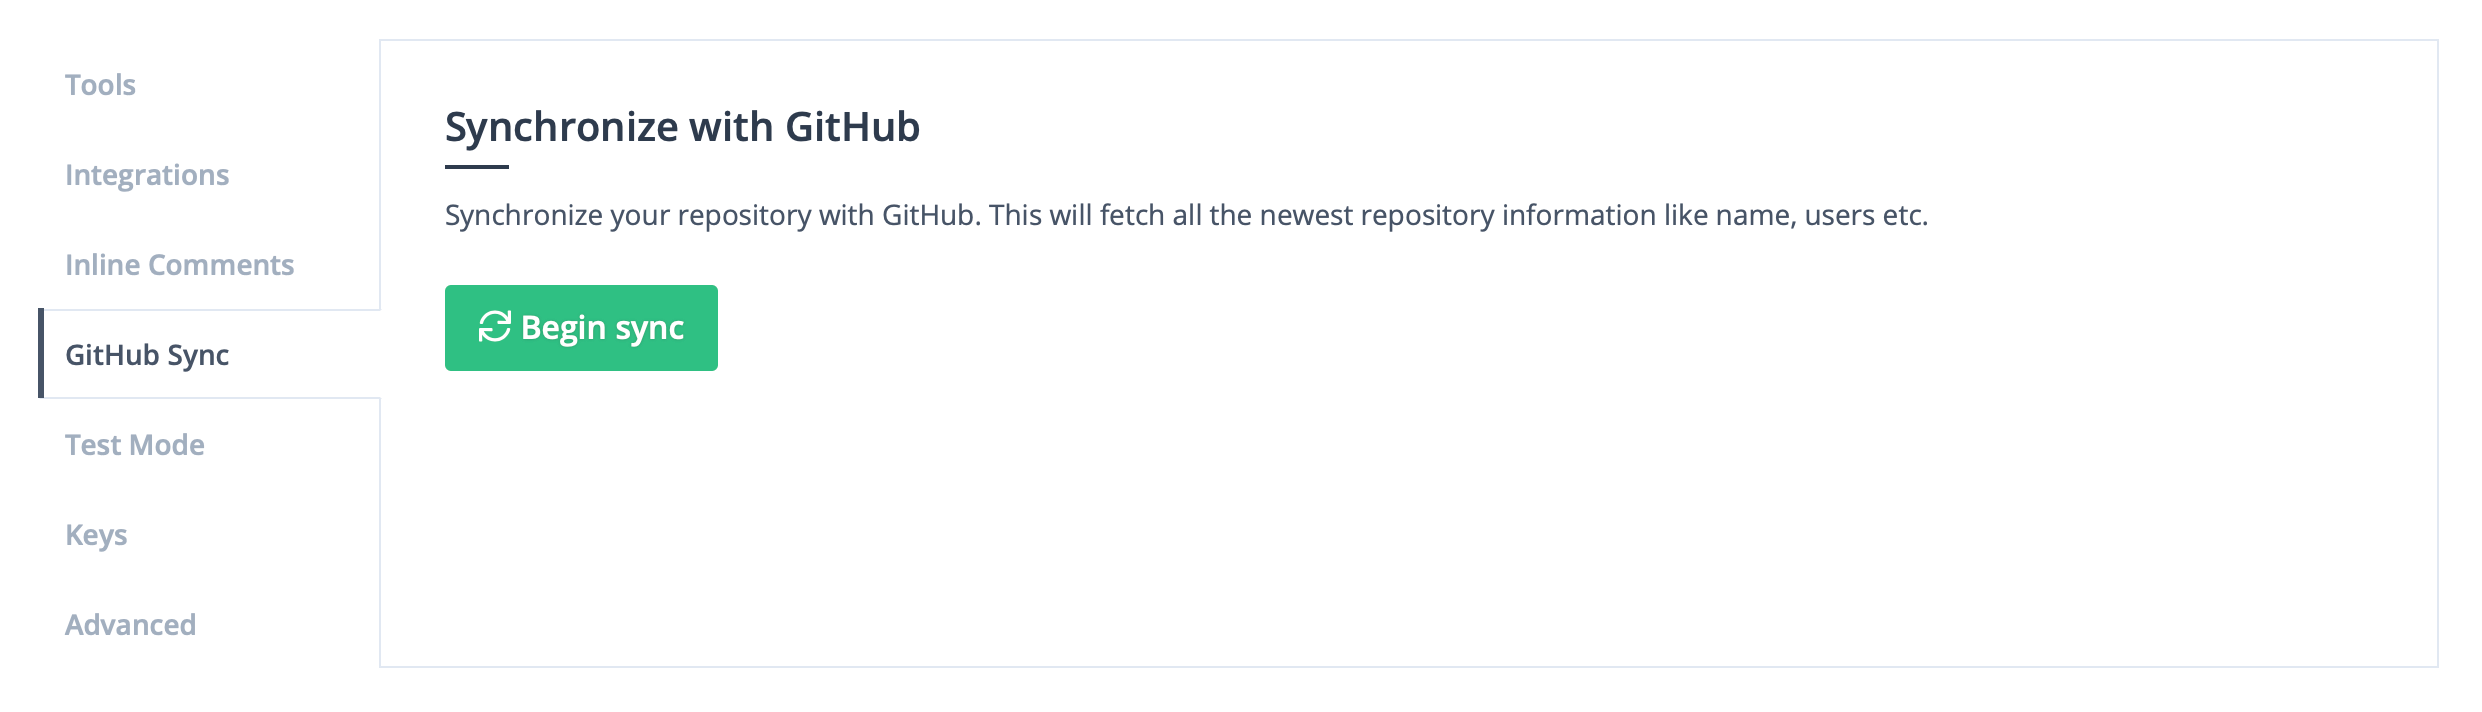 Tools
Integrations
Inline Comments
GitHub Sync
Test Mode
Keys
Advanced
Synchronize with GitHub
Synchronize your repository with GitHub. This will fetch all the newest repository information like name, users etc.
Begin sync